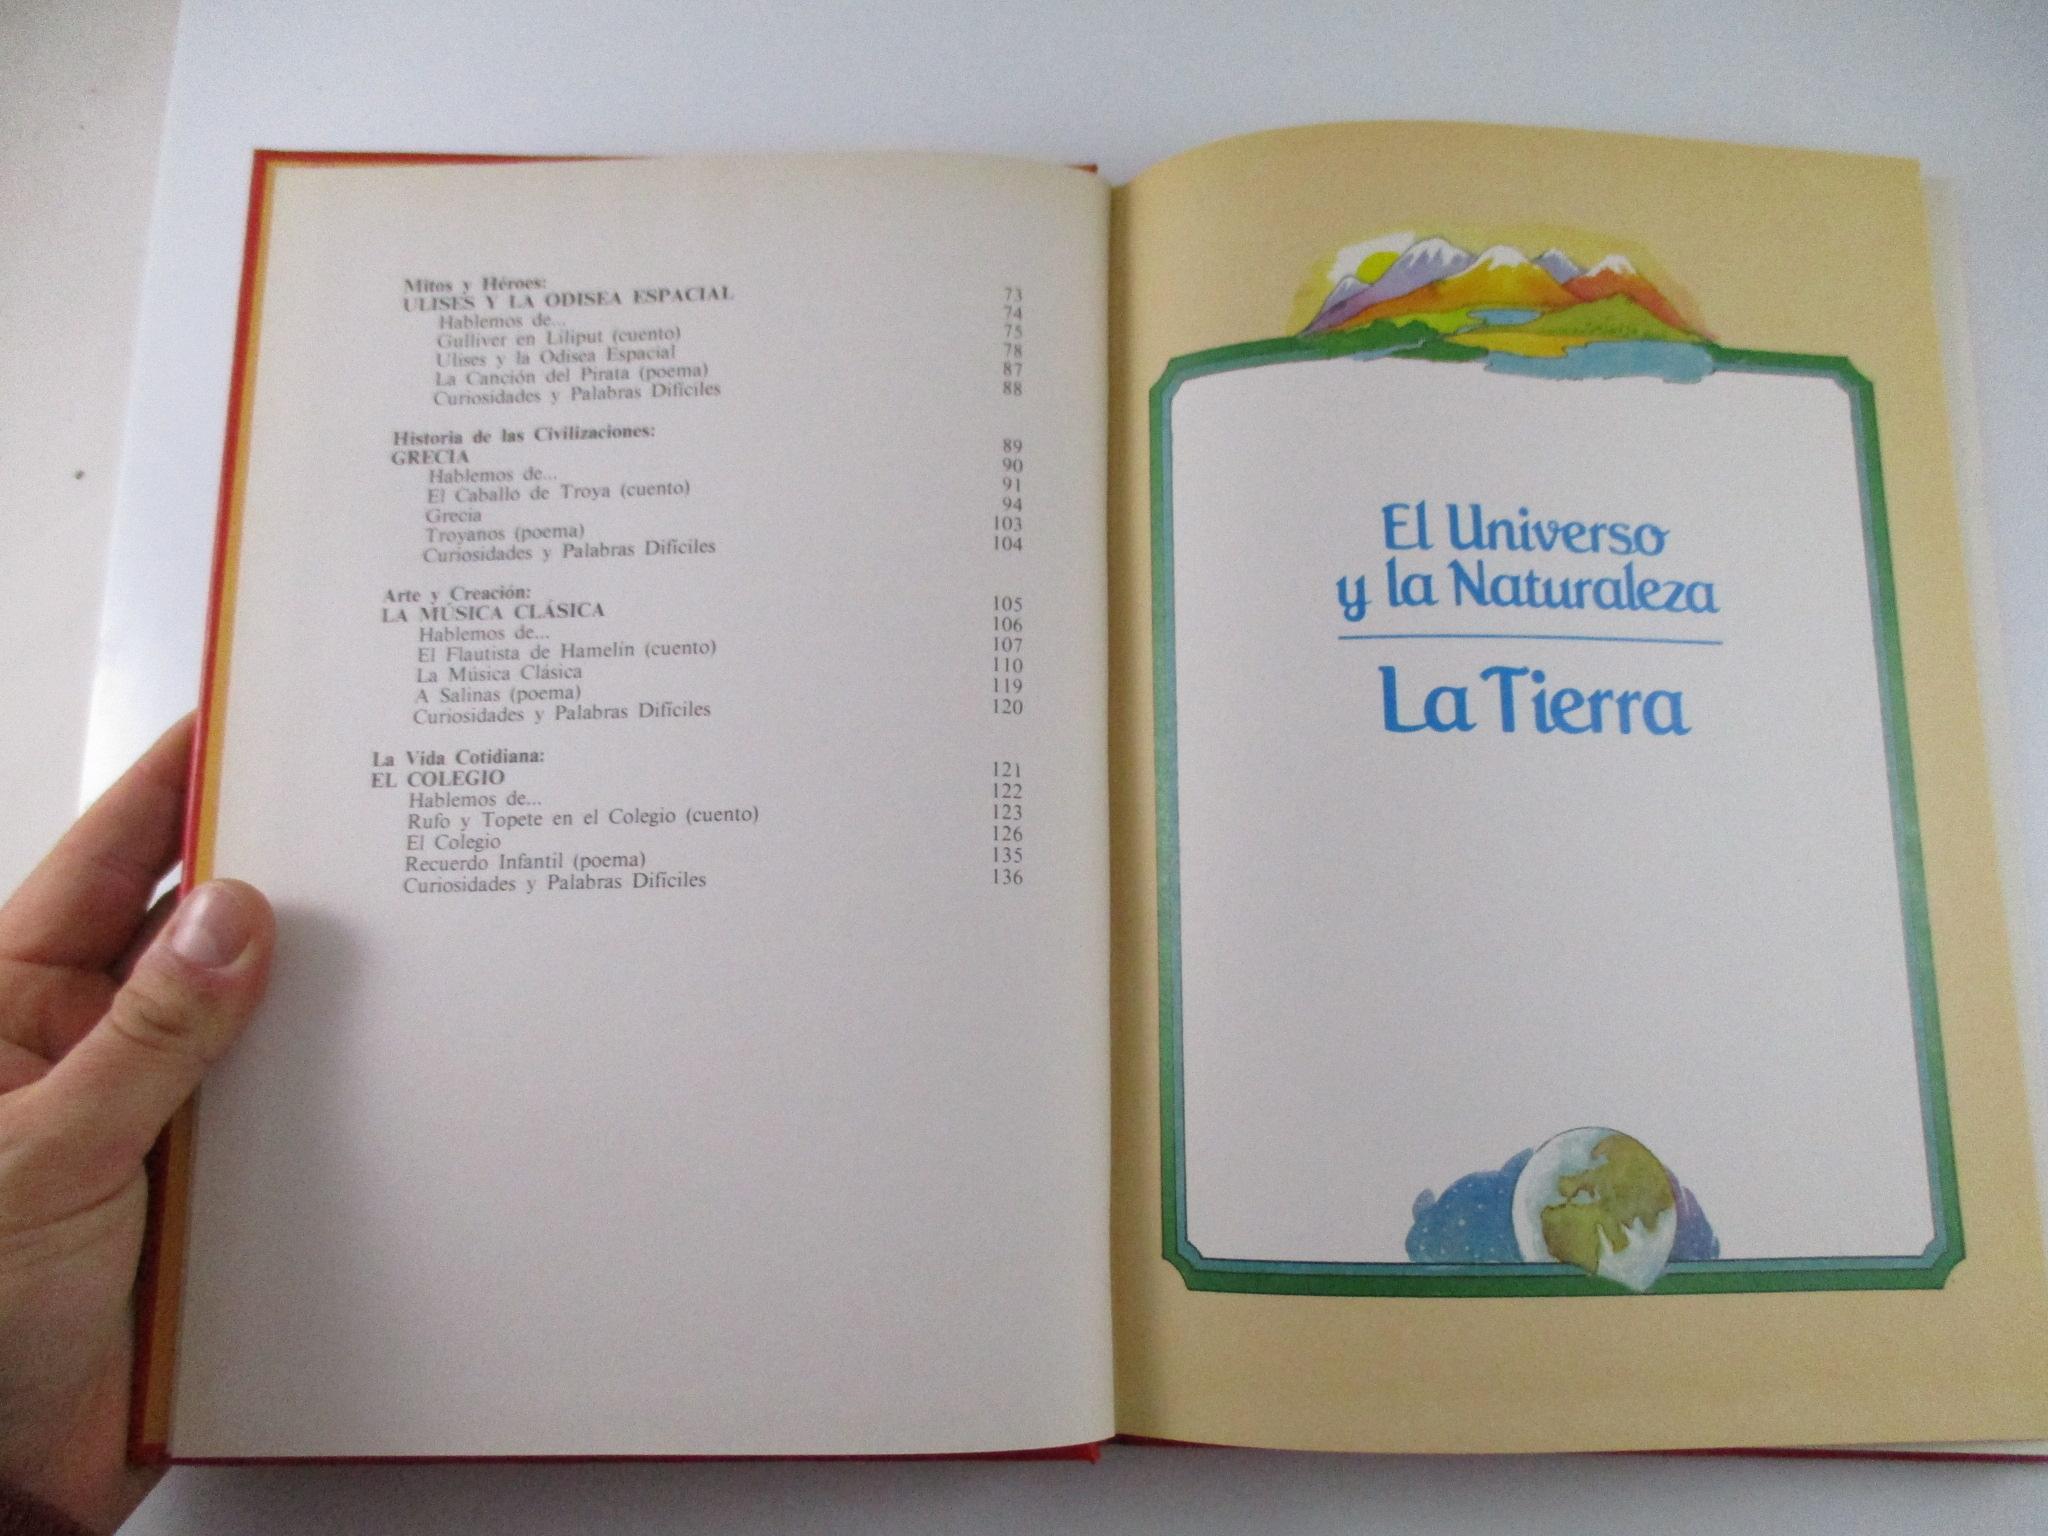 Mitos y Héroes:
ULISES Y LA ODISEA ESPACIAL 73
Hablemos de... 74
Gulliver en Liliput (cuento) 75
Ulises y la Odisea Espacial 78
La Canción del Pirata (poema) 87
Curiosidades y Palabras Difíciles 88
Historia de las Civilizaciones:
GRECIA 89
Hablemos de... 90
El Caballo de Troya (cuento) 91
Grecia 94
Troyanos (poema) 103
Curiosidades y Palabras Difíciles 104
Arte y Creación:
LA MÚSICA CLÁSICA 105
Hablemos de... 106
El Flautista de Hamelín (cuento) 107
La Música Clásica 110
A Salinas (poema) 119
Curiosidades y Palabras Difíciles 120
La Vida Cotidiana:
EL COLEGIO 121
Hablemos de... 122
Rufo y Topete en el Colegio (cuento) 123
El Colegio 126
Recuerdo Infantil (poema) 135
Curiosidades y Palabras Difíciles 136
El Universo
y la Naturaleza
La Tierra